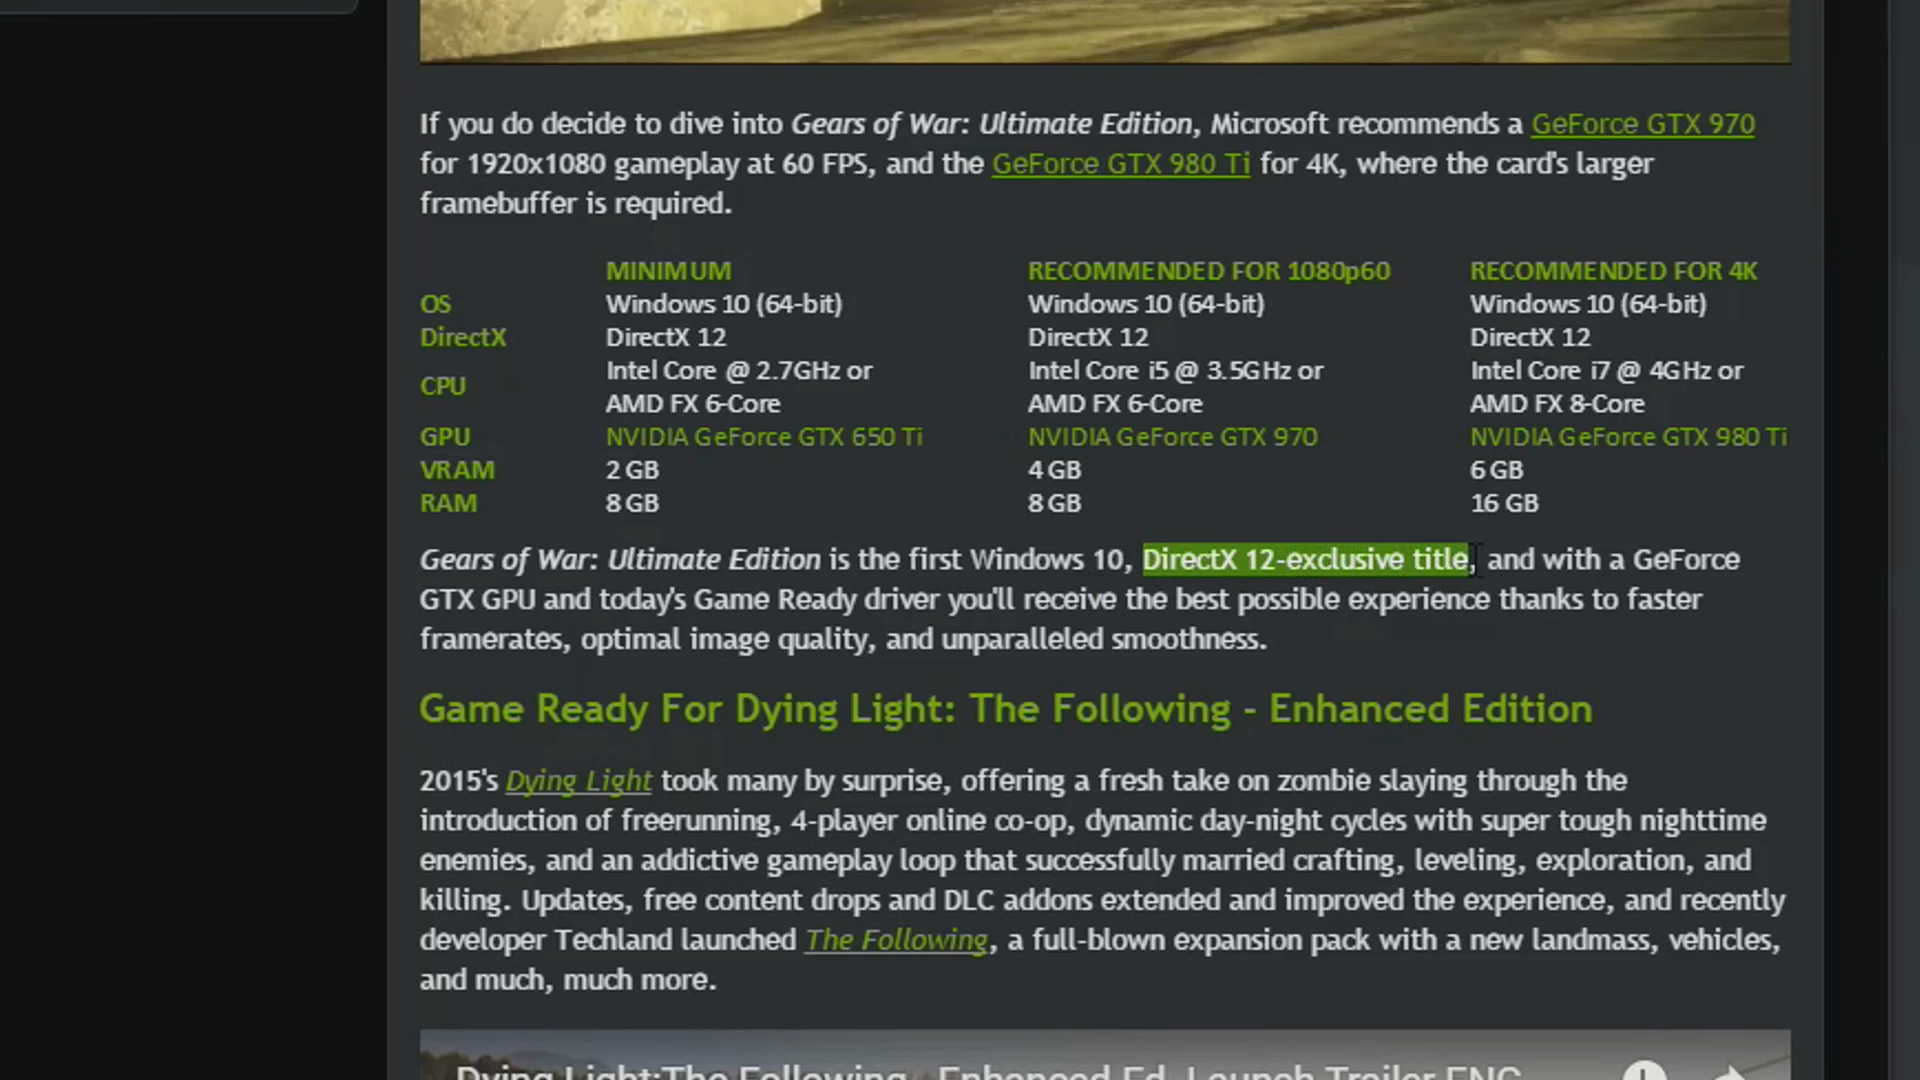 If you do decide to dive into Gears of War: Ultimate Edition, Microsoft recommends a GeForce GTX 970
for 1920x1080 gameplay at 60 FPS, and the GeForce GTX 980 Ti for 4K, where the card's larger
framebuffer is required.
MINIMUM RECOMMENDED FOR 1080p60 RECOMMENDED FOR 4K
OS Windows 10 (64-bit) Windows 10 (64-bit) Windows 10 (64-bit)
DirectX DirectX 12 DirectX 12 DirectX 12
CPU Intel Core @ 2.7GHz or Intel Core i5 @ 3.5GHz or Intel Core i7 @ 4GHz or
AMD FX 6-Core AMD FX 6-Core AMD FX 8-Core
GPU NVIDIA GeForce GTX 650 Ti NVIDIA GeForce GTX 970 NVIDIA GeForce GTX 980 Ti
VRAM 2 GB 4 GB 6 GB
RAM 8 GB 8 GB 16 GB
Gears of War: Ultimate Edition is the first Windows 10, DirectX 12-exclusive title, and with a GeForce
GTX GPU and today's Game Ready driver you'll receive the best possible experience thanks to faster
framerates, optimal image quality, and unparalleled smoothness.
Game Ready For Dying Light: The Following - Enhanced Edition
2015's Dying Light took many by surprise, offering a fresh take on zombie slaying through the
introduction of freerunning, 4-player online co-op, dynamic day-night cycles with super tough nighttime
enemies, and an addictive gameplay loop that successfully married crafting, leveling, exploration, and
killing. Updates, free content drops and DLC addons extended and improved the experience, and recently
developer Techland launched The Following, a full-blown expansion pack with a new landmass, vehicles,
and much, much more.
Dying Light:The Following - Enhanced Ed. Launch Trailer ENG